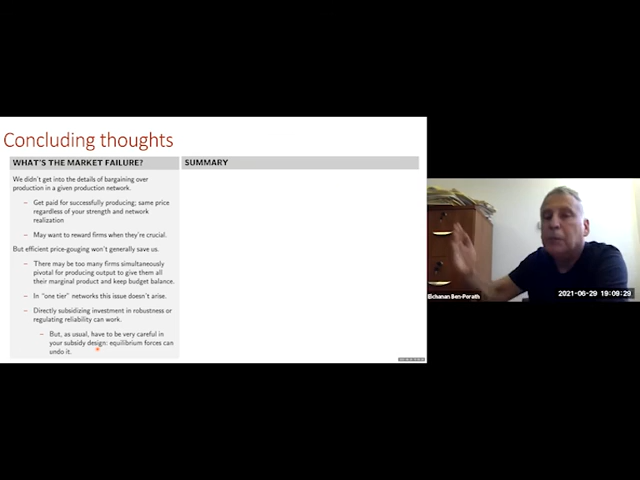 Concluding thoughts
WHAT'S THE MARKET FAILURE?
We didn't get into the details of bargaining over
production in a given production network.
– Get paid for successfully producing; same price
regardless of your strength and network
realization
– May want to reward firms when they're crucial.
But efficient price-gouging won't generally save us.
– There may be too many firms simultaneously
pivotal for producing output to give them all
their marginal product and keep budget balance.
– In "one tier" networks this issue doesn't arise.
– Directly subsidizing investment in robustness or
regulating reliability can work.
– But, as usual, have to be very careful in
your subsidy design: equilibrium forces can
undo it.
SUMMARY
Elchanan Ben-Porath
2021-06-29 19:09:29